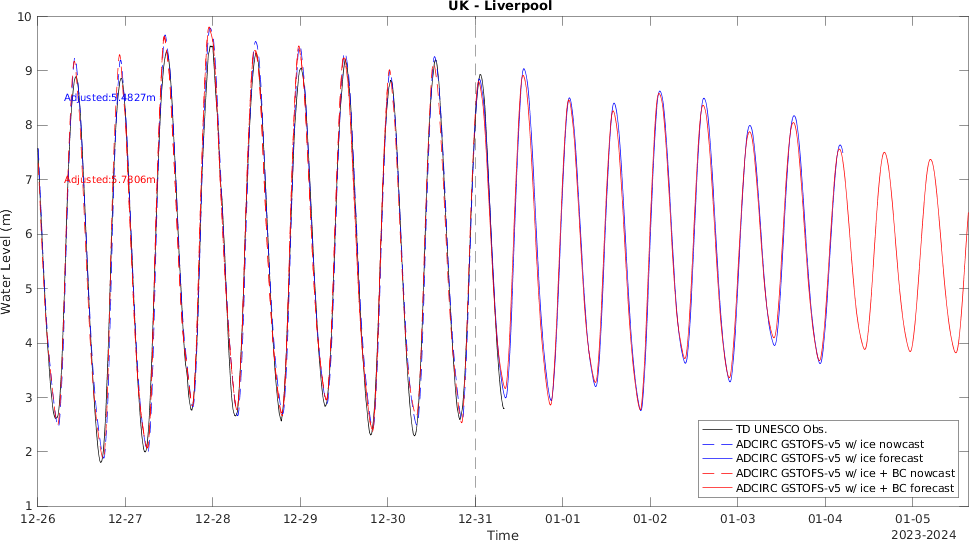 UK - Liverpool
10
9
8
7
6
5
4
3
2
1
Water Level (m)
Adjusted:5.4827m
Adjusted:5.7306m
TD UNESCO Obs.
ADCIRC GSTOFS-v5 w/ ice nowcast
ADCIRC GSTOFS-v5 w/ ice forecast
ADCIRC GSTOFS-v5 w/ ice + BC nowcast
ADCIRC GSTOFS-v5 w/ ice + BC forecast
12-26 12-27 12-28 12-29 12-30 12-31 01-01 01-02 01-03 01-04 01-05
Time
2023-2024